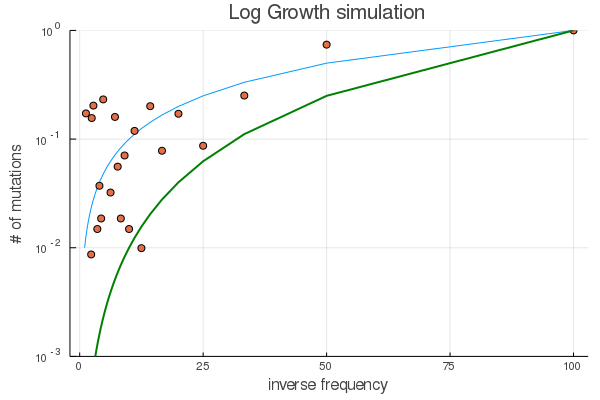 Log Growth simulation
10^0
10^-1
10^-2
10^-3
# of mutations
0 25 50 75 100
inverse frequency